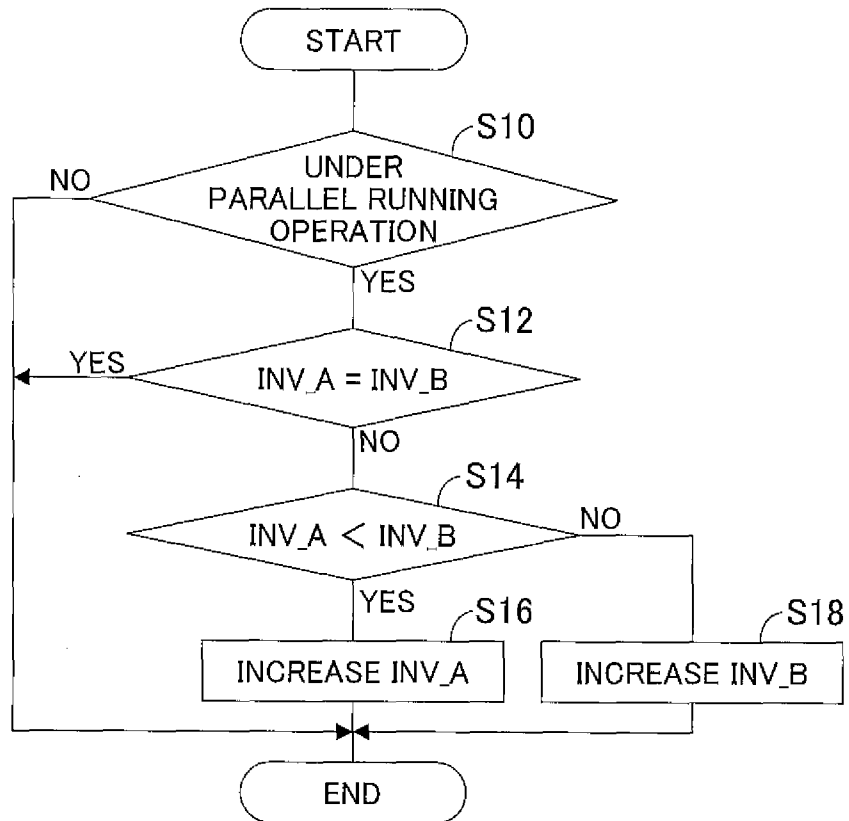 START
S10
NO
UNDER
PARALLEL RUNNING
OPERATION
YES
S12
YES
INV_A = INV_B
NO
S14
INV_A < INV_B
NO
YES
S16
S18
INCREASE INV_A
INCREASE INV_B
END